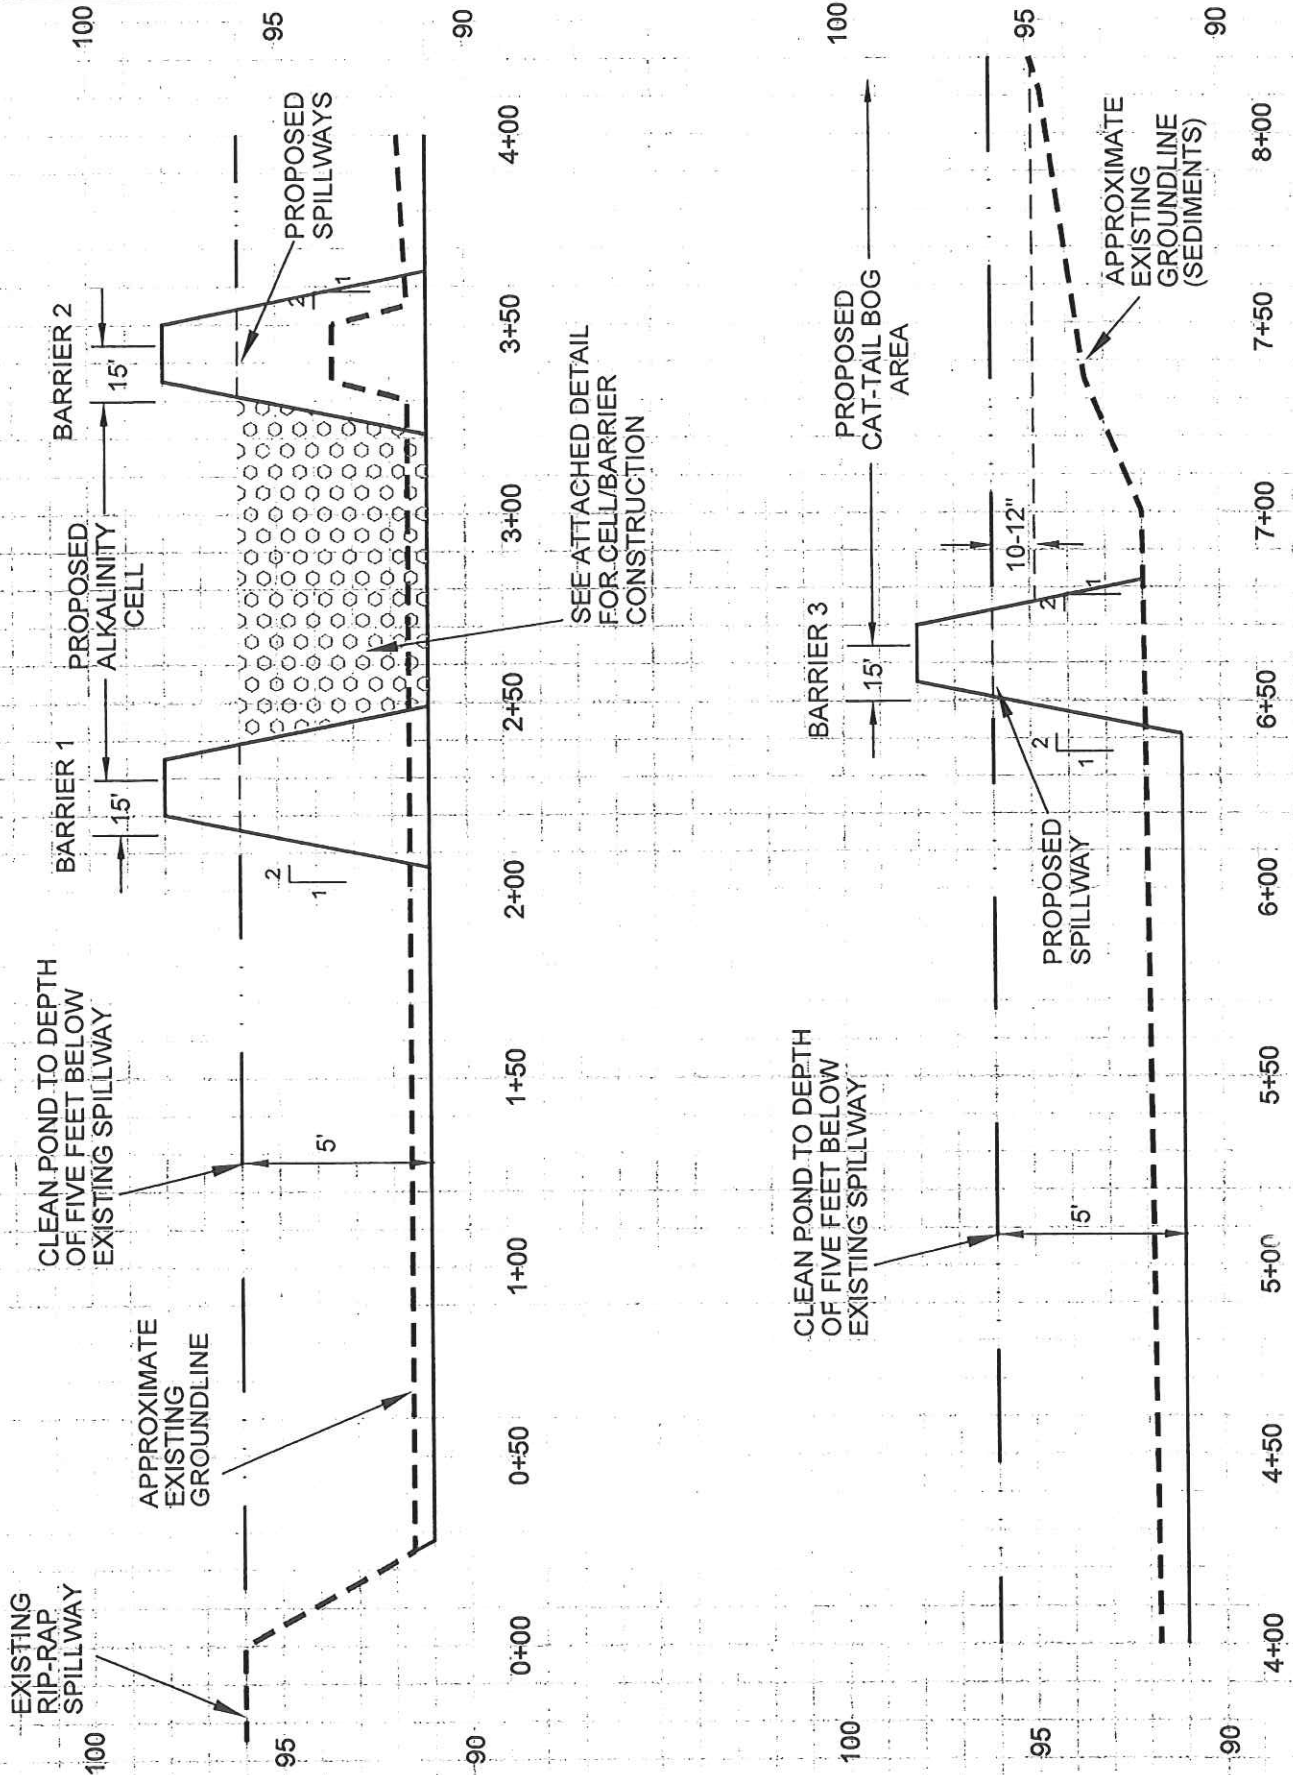 EXISTING
RIP-RAP
SPILLWAY
APPROXIMATE
EXISTING
GROUNDLINE
CLEAN POND TO DEPTH
OF FIVE FEET BELOW
EXISTING SPILLWAY
5'
BARRIER 1
15'
2
1
PROPOSED
ALKALINITY
CELL
BARRIER 2
15'
2
1
PROPOSED
SPILLWAYS
SEE ATTACHED DETAIL
FOR CELL/BARRIER
CONSTRUCTION
100
95
90
100
95
90
0+00
0+50
1+00
1+50
2+00
2+50
3+00
3+50
4+00
CLEAN POND TO DEPTH
OF FIVE FEET BELOW
EXISTING SPILLWAY
5'
PROPOSED
SPILLWAY
BARRIER 3
15'
2
1
2
1
10-12"
PROPOSED
CAT-TAIL BOG
AREA
APPROXIMATE
EXISTING
GROUNDLINE
(SEDIMENTS)
100
95
90
100
95
90
4+00
4+50
5+00
5+50
6+00
6+50
7+00
7+50
8+00